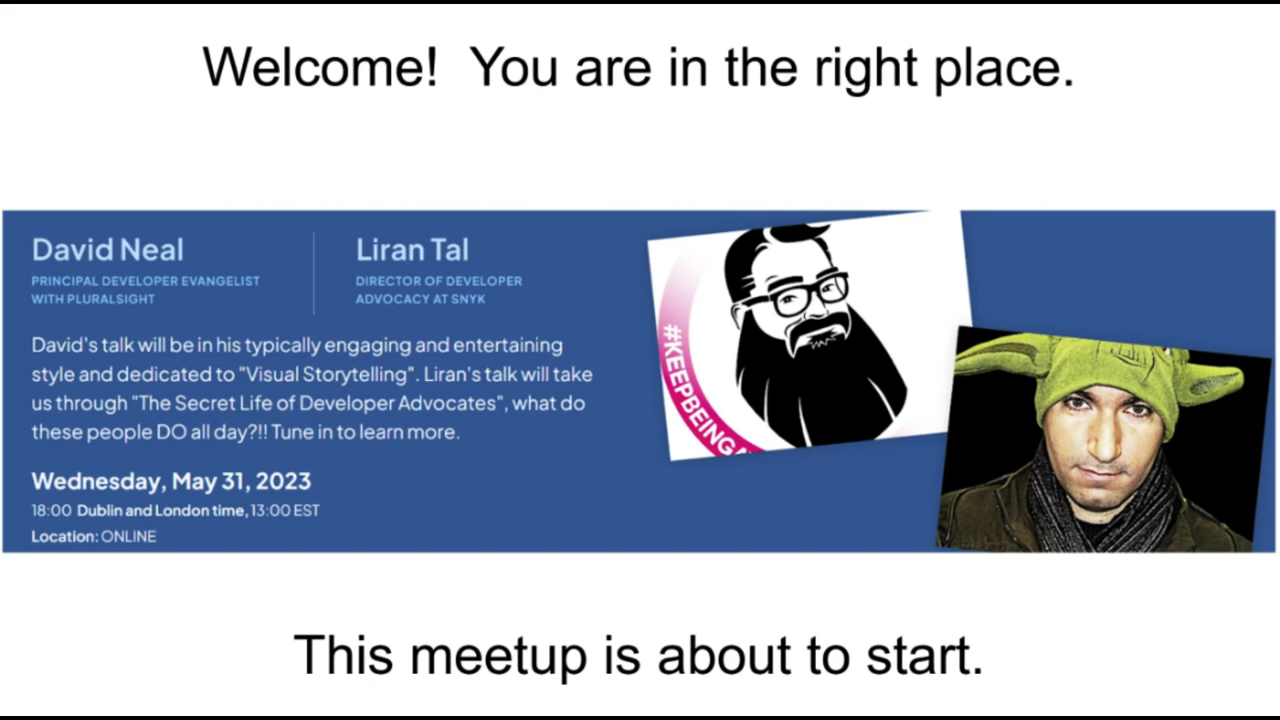 Welcome! You are in the right place.
David Neal
PRINCIPAL DEVELOPER EVANGELIST
WITH PLURALSIGHT
Liran Tal
DIRECTOR OF DEVELOPER
ADVOCACY AT SNYK
David's talk will be in his typically engaging and entertaining
style and dedicated to "Visual Storytelling". Liran's talk will take
us through "The Secret Life of Developer Advocates", what do
these people DO all day?!! Tune in to learn more.
Wednesday, May 31, 2023
18:00 Dublin and London time, 13:00 EST
Location: ONLINE
#KEEPBEING
This meetup is about to start.